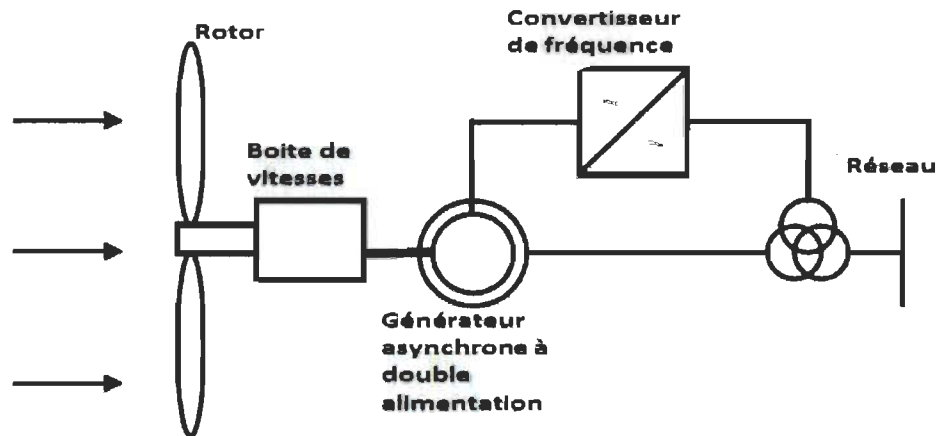 Rotor
Convertisseur
de fréquence
Boite de
vitesses
Réseau
Générateur
asynchrone à
double
alimentation